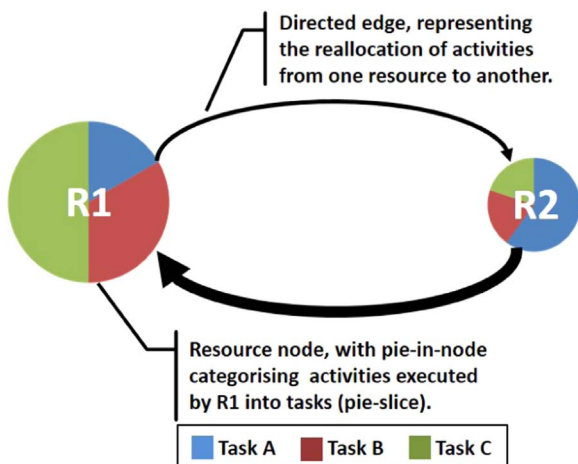 Directed edge, representing
the reallocation of activities
from one resource to another.
R1
R2
Resource node, with pie-in-node
categorising activities executed
by R1 into tasks (pie-slice).
Task A Task B Task C